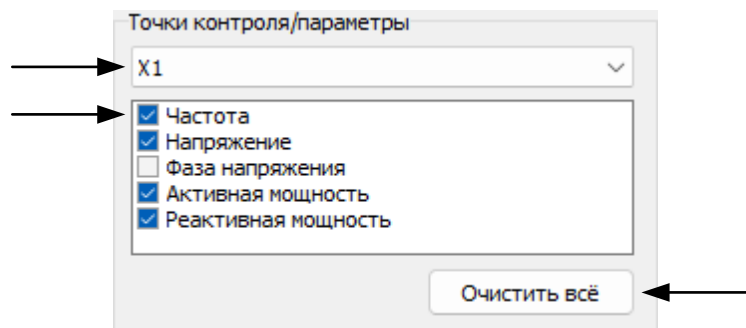 Точки контроля/параметры
X1
Частота
Напряжение
Фаза напряжения
Активная мощность
Реактивная мощность
Очистить всё